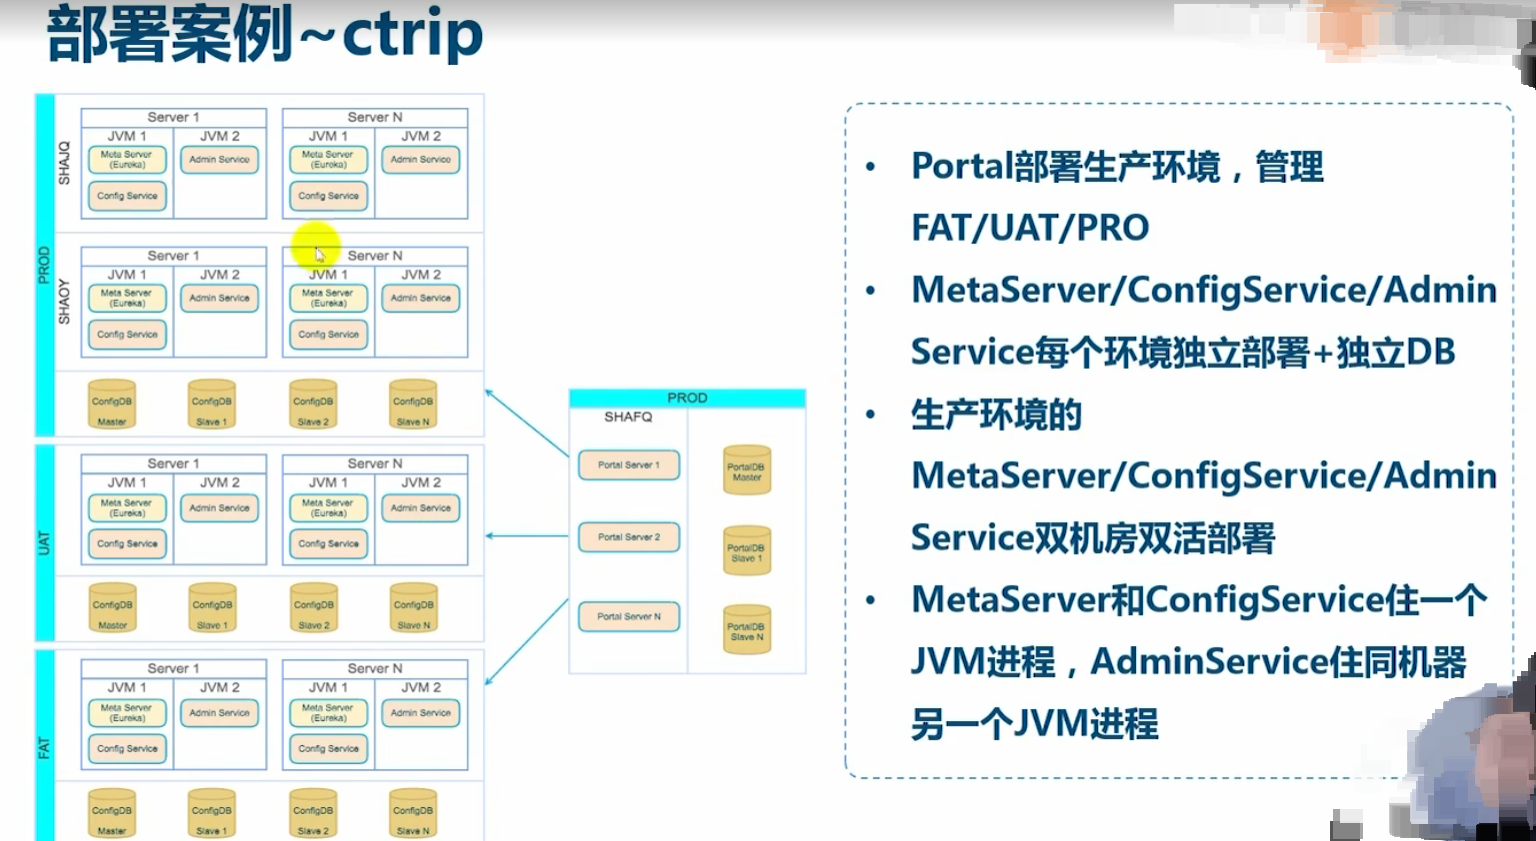 部署案例~ctrip
PROD
SHAJQ
Server 1
JVM 1
JVM 2
Meta Server
(Eureka)
Admin Service
Config Service
Server N
JVM 1
JVM 2
Meta Server
(Eureka)
Admin Service
Config Service
SHAOY
Server 1
JVM 1
JVM 2
Meta Server
(Eureka)
Admin Service
Config Service
Server N
JVM 1
JVM 2
Meta Server
(Eureka)
Admin Service
Config Service
ConfigDB
Master
ConfigDB
Slave 1
ConfigDB
Slave 2
ConfigDB
Slave N
UAT
Server 1
JVM 1
JVM 2
Meta Server
(Eureka)
Admin Service
Config Service
Server N
JVM 1
JVM 2
Meta Server
(Eureka)
Admin Service
Config Service
ConfigDB
Master
ConfigDB
Slave 1
ConfigDB
Slave 2
ConfigDB
Slave N
FAT
Server 1
JVM 1
JVM 2
Meta Server
(Eureka)
Admin Service
Config Service
Server N
JVM 1
JVM 2
Meta Server
(Eureka)
Admin Service
Config Service
ConfigDB
Master
ConfigDB
Slave 1
ConfigDB
Slave 2
ConfigDB
Slave N
PROD
SHAFQ
Portal Server 1
Portal Server 2
Portal Server N
PortalDB
Master
PortalDB
Slave 1
PortalDB
Slave N
• Portal部署生产环境，管理
FAT/UAT/PRO
• MetaServer/ConfigService/Admin
Service每个环境独立部署+独立DB
• 生产环境的
MetaServer/ConfigService/Admin
Service双机房双活部署
• MetaServer和ConfigService住一个
JVM进程，AdminService住同机器
另一个JVM进程